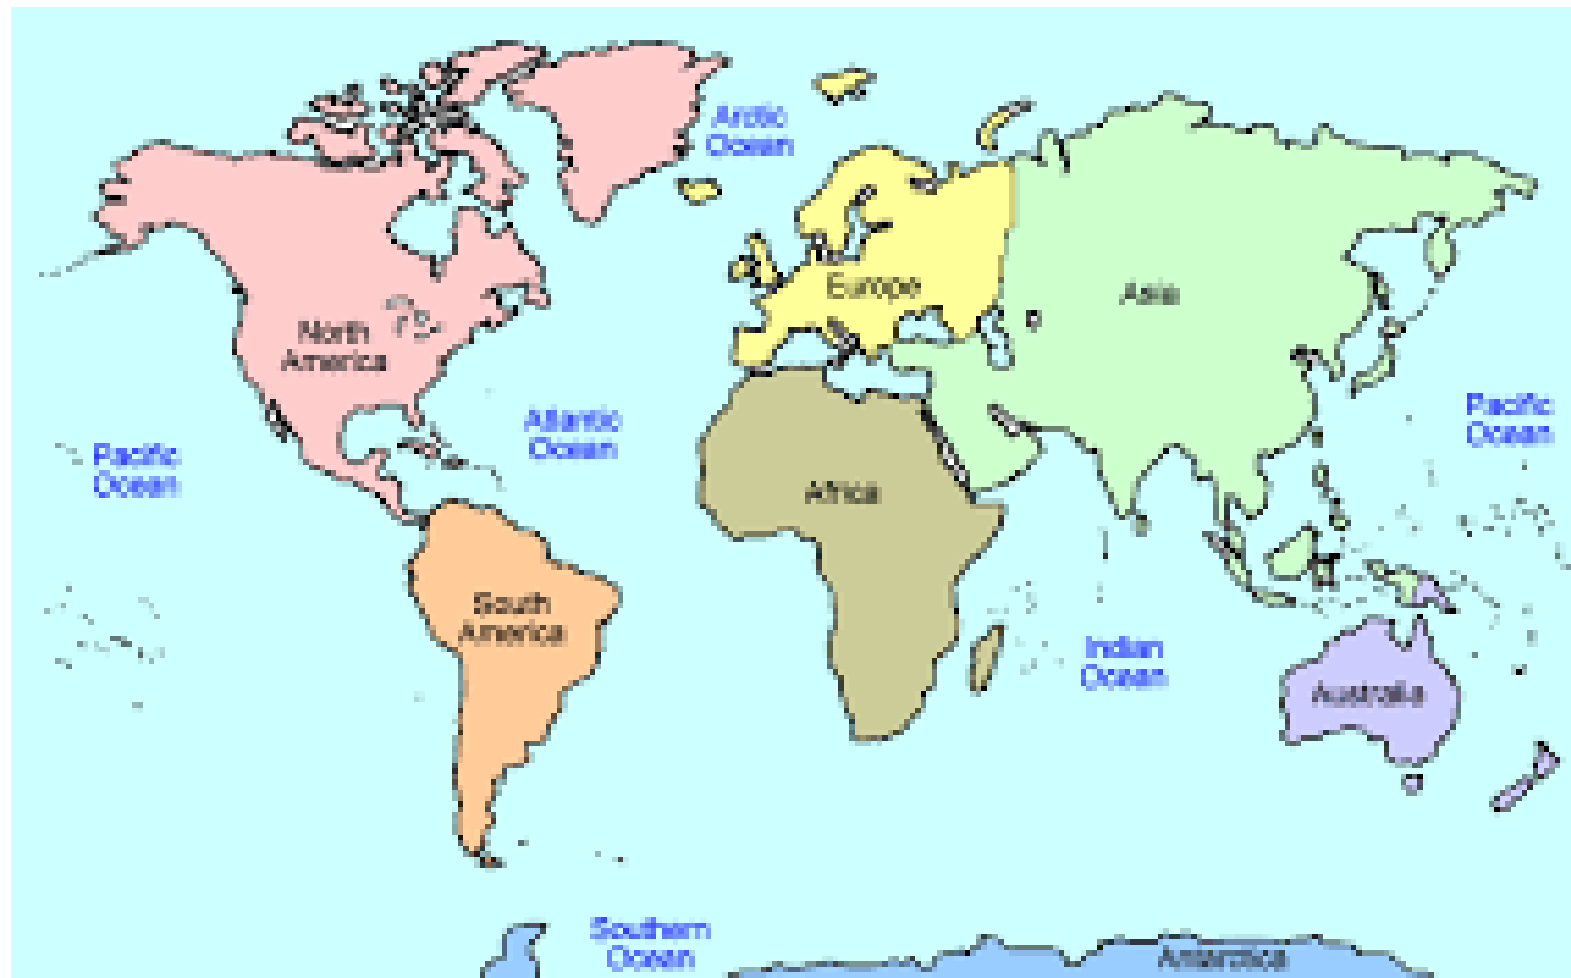 Arctic
Ocean
Europe
Asia
North
America
Atlantic
Ocean
Pacific
Ocean
Pacific
Ocean
Africa
South
America
Indian
Ocean
Australia
Southern
Ocean
Antarctica